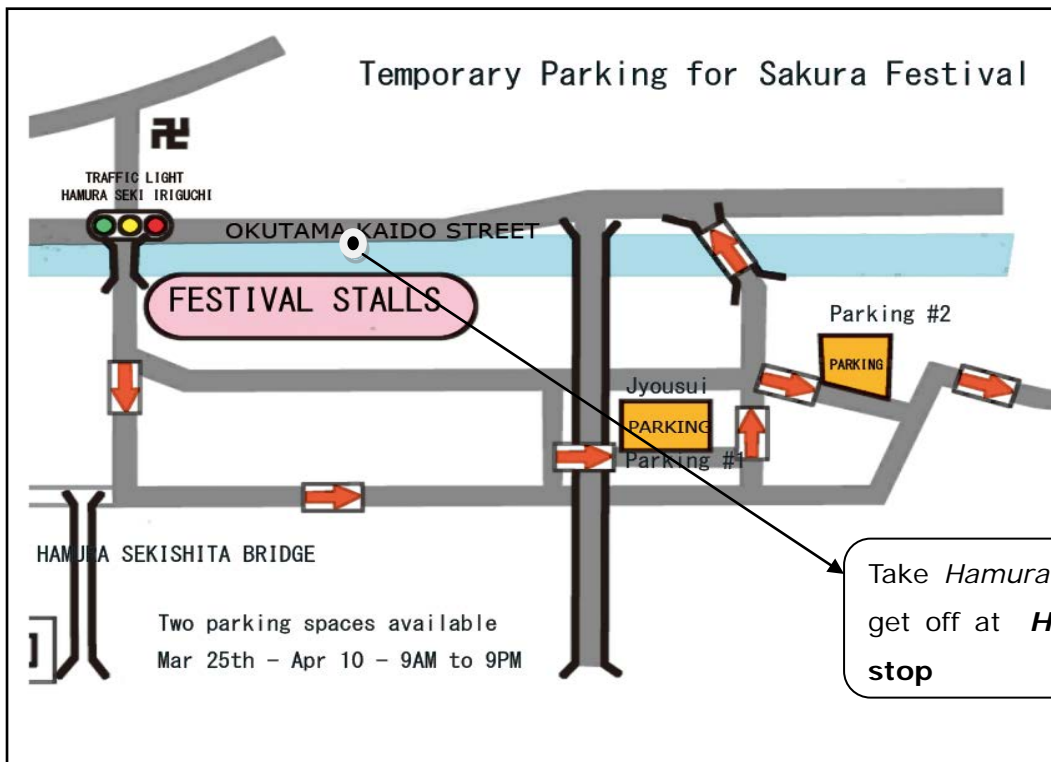 Temporary Parking for Sakura Festival
卍
TRAFFIC LIGHT
HAMURA SEKI IRIGUCHI
OKUTAMA KAIDO STREET
FESTIVAL STALLS
Parking #2
PARKING
Jyousui
PARKING
Parking #1
HAMURA SEKISHITA BRIDGE
Two parking spaces available
Mar 25th - Apr 10 - 9AM to 9PM
Take Hamura
get off at H
stop